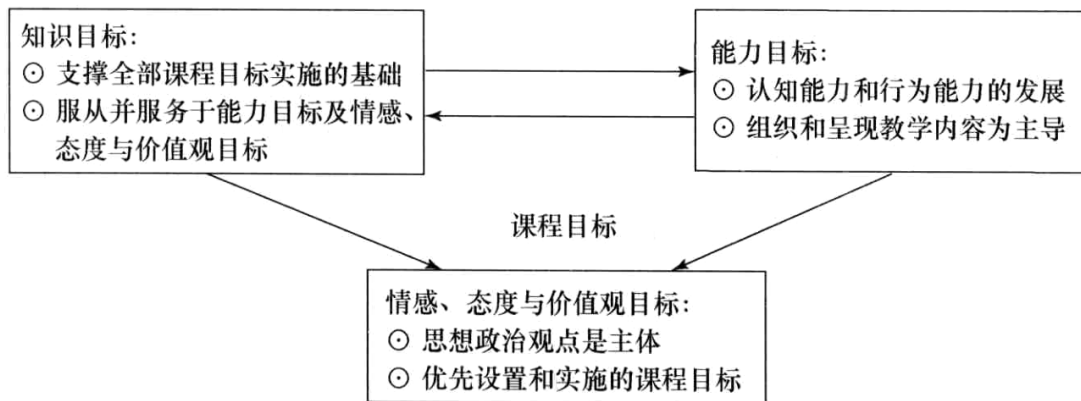 知识目标：
⊙ 支撑全部课程目标实施的基础
⊙ 服从并服务于能力目标及情感、
态度与价值观目标
能力目标：
⊙ 认知能力和行为能力的发展
⊙ 组织和呈现教学内容为主导
课程目标
情感、态度与价值观目标：
⊙ 思想政治观点是主体
⊙ 优先设置和实施的课程目标